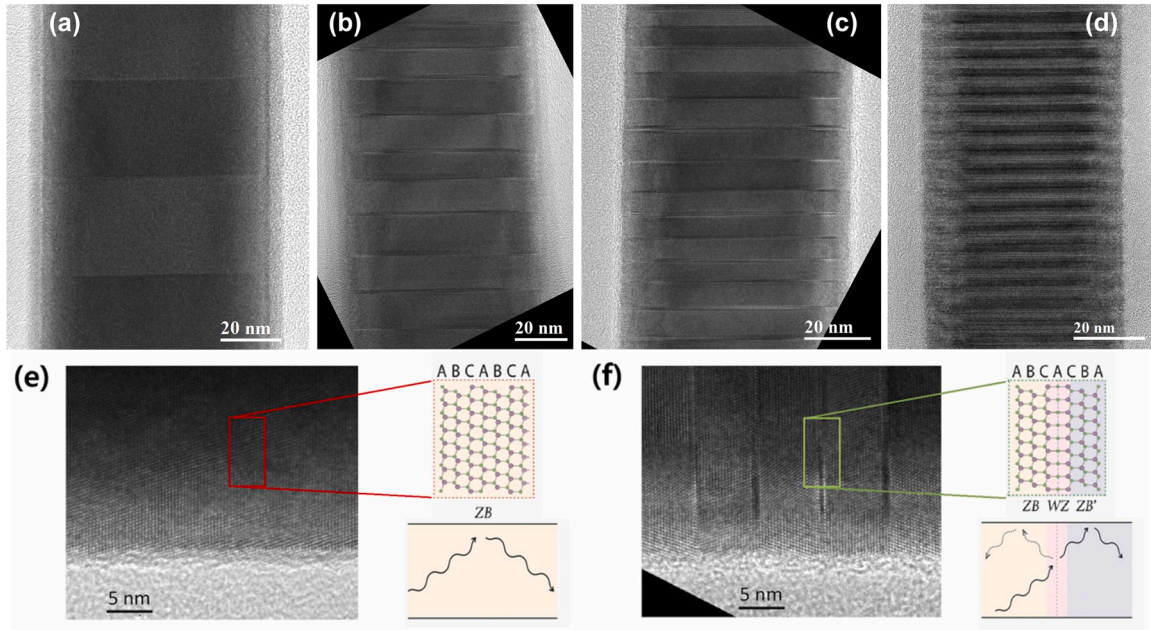 (a)
(b)
(c)
(d)
20 nm
20 nm
20 nm
20 nm
(e)
A B C A B C A
ZB
5 nm
(f)
A B C A C B A
ZB WZ ZB'
5 nm